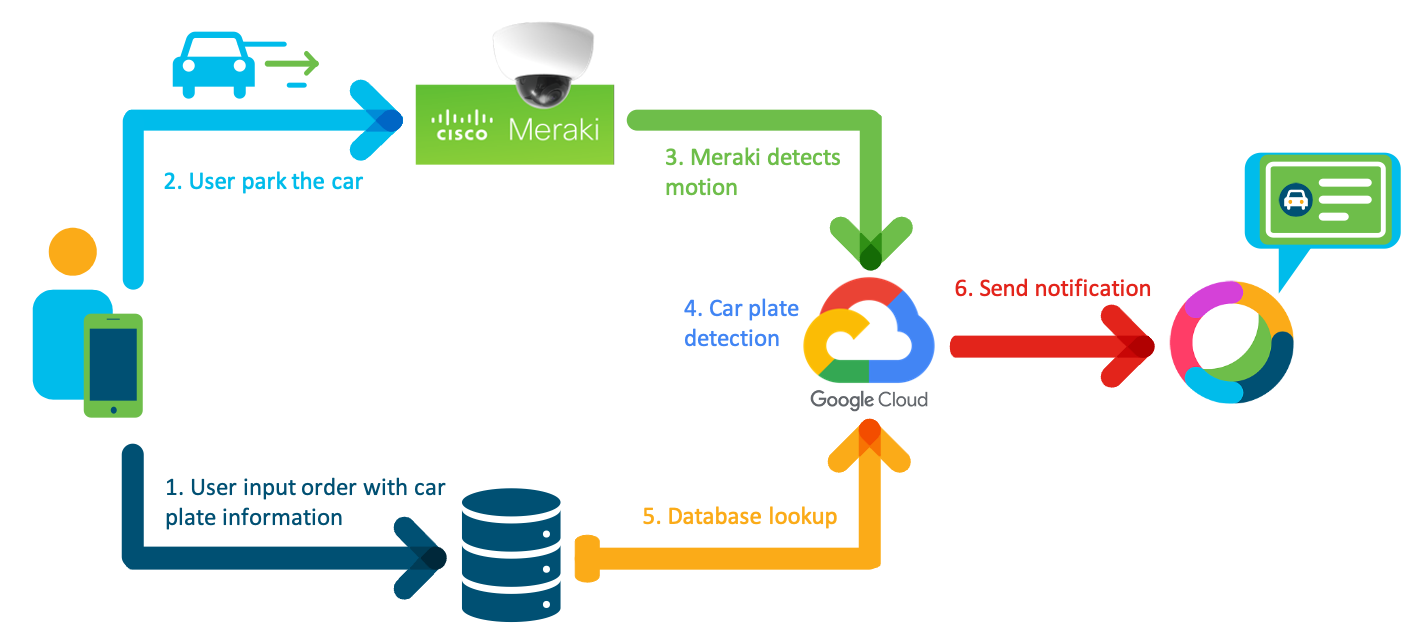 cisco Meraki
2. User park the car
3. Meraki detects
motion
4. Car plate
detection
6. Send notification
Google Cloud
1. User input order with car
plate information
5. Database lookup